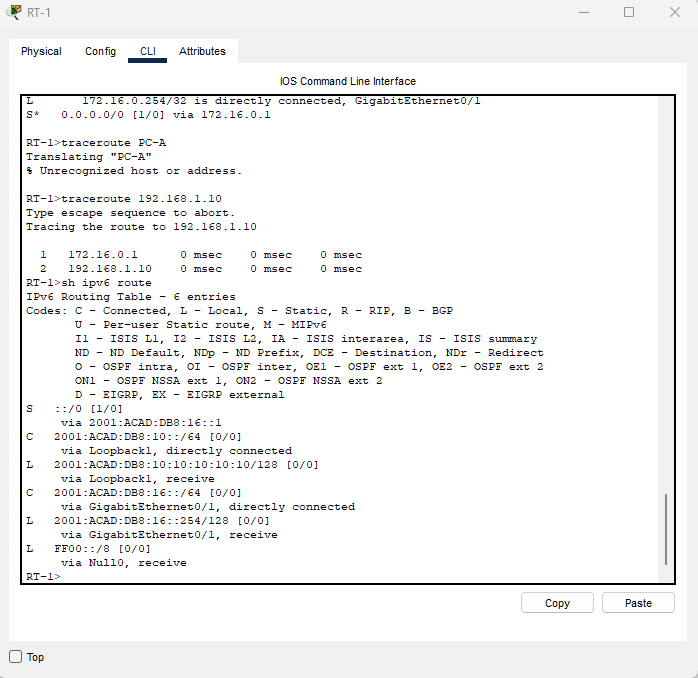 RT-1
Physical Config CLI Attributes
IOS Command Line Interface
L 172.16.0.254/32 is directly connected, GigabitEthernet0/1
S* 0.0.0.0/0 [1/0] via 172.16.0.1
RT-1>traceroute PC-A
Translating "PC-A"
% Unrecognized host or address.
RT-1>traceroute 192.168.1.10
Type escape sequence to abort.
Tracing the route to 192.168.1.10
1 172.16.0.1 0 msec 0 msec 0 msec
2 192.168.1.10 0 msec 0 msec 0 msec
RT-1>sh ipv6 route
IPv6 Routing Table - 6 entries
Codes: C - Connected, L - Local, S - Static, R - RIP, B - BGP
U - Per-user Static route, M - MIPv6
I1 - ISIS L1, I2 - ISIS L2, IA - ISIS interarea, IS - ISIS summary
ND - ND Default, NDp - ND Prefix, DCE - Destination, NDr - Redirect
O - OSPF intra, OI - OSPF inter, OE1 - OSPF ext 1, OE2 - OSPF ext 2
ON1 - OSPF NSSA ext 1, ON2 - OSPF NSSA ext 2
D - EIGRP, EX - EIGRP external
S ::/0 [1/0]
via 2001:ACAD:DB8:16::1
C 2001:ACAD:DB8:10::/64 [0/0]
via Loopback1, directly connected
L 2001:ACAD:DB8:10:10:10:10:10/128 [0/0]
via Loopback1, receive
C 2001:ACAD:DB8:16::/64 [0/0]
via GigabitEthernet0/1, directly connected
L 2001:ACAD:DB8:16::254/128 [0/0]
via GigabitEthernet0/1, receive
L FF00::/8 [0/0]
via Null0, receive
RT-1>
Copy Paste
Top